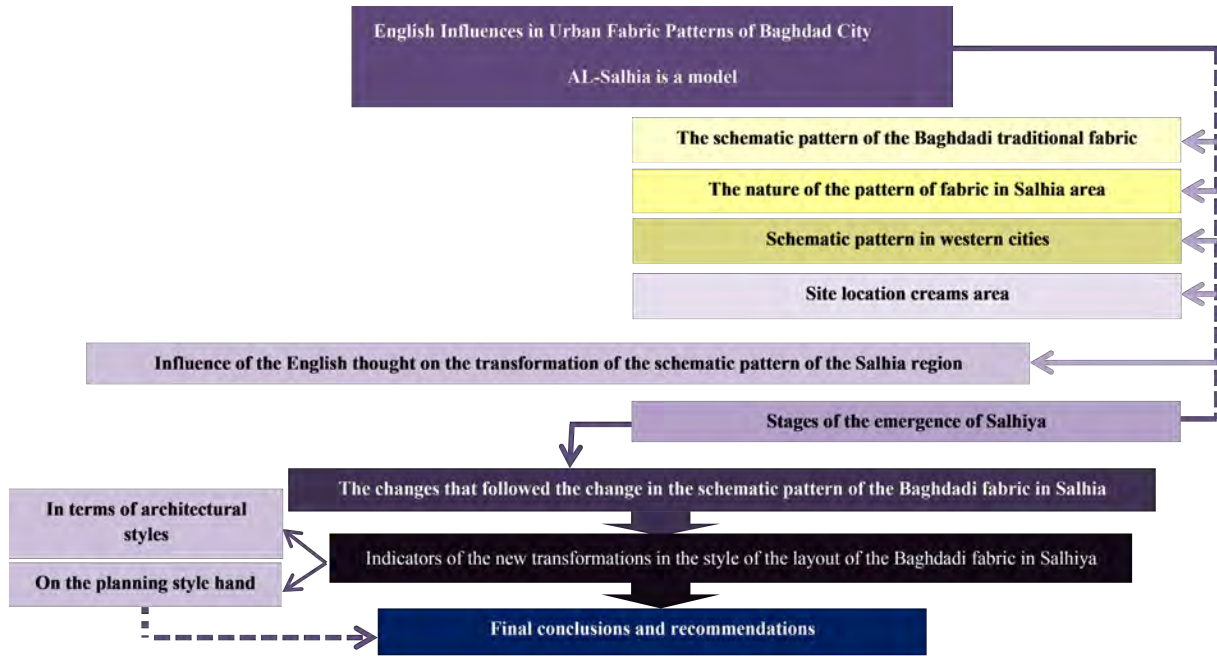 English Influences in Urban Fabric Patterns of Baghdad City
AL-Salhia is a model
The schematic pattern of the Baghdadi traditional fabric
The nature of the pattern of fabric in Salhia area
Schematic pattern in western cities
Site location creams area
Influence of the English thought on the transformation of the schematic pattern of the Salhia region
Stages of the emergence of Salhiya
The changes that followed the change in the schematic pattern of the Baghdadi fabric in Salhia
In terms of architectural
styles
Indicators of the new transformations in the style of the layout of the Baghdadi fabric in Salhiya
On the planning style hand
Final conclusions and recommendations